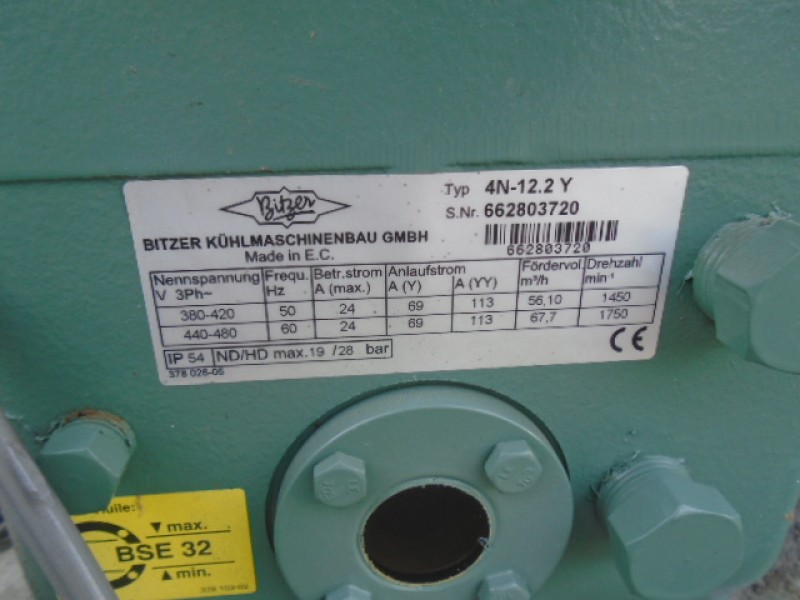 Bitzer
Typ 4N-12.2 Y
S.Nr. 662803720
BITZER KÜHLMASCHINENBAU GMBH
Made in E.C.
662803720
Nennspannung Frequ. Betr.strom Anlaufstrom Fördervol. Drehzahl
V 3Ph~ Hz A (max.) A (Y) A (YY) m³/h min⁻¹
380-420 50 24 69 113 56,10 1450
440-480 60 24 69 113 67,7 1750
IP 54 ND/HD max.19 /28 bar
CE
378 026-05
▼ max.
BSE 32
▲ min.